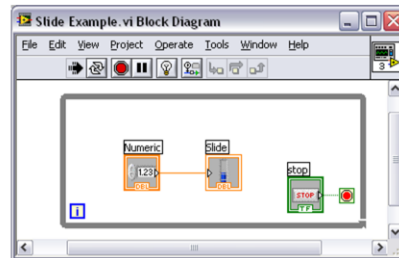 Slide Example.vi Block Diagram
File Edit View Project Operate Tools Window Help
3
Numeric Slide
1.23
DBL DBL
stop
STOP
TF
i